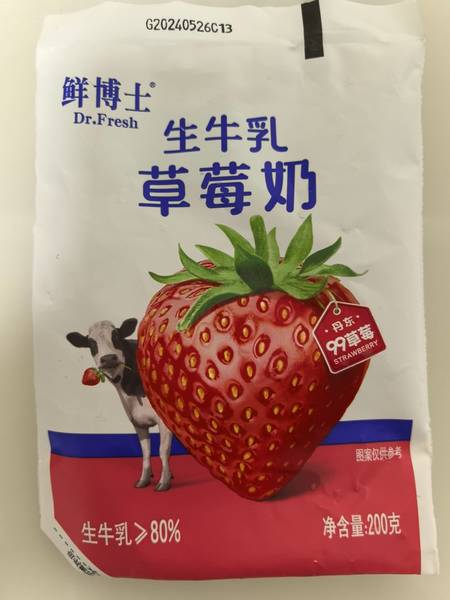 G20240526C13
鲜博士®
Dr.Fresh
生牛乳
草莓奶
丹东
99草莓
STRAWBERRY
图案仅供参考
生牛乳≥80%
净含量:200克